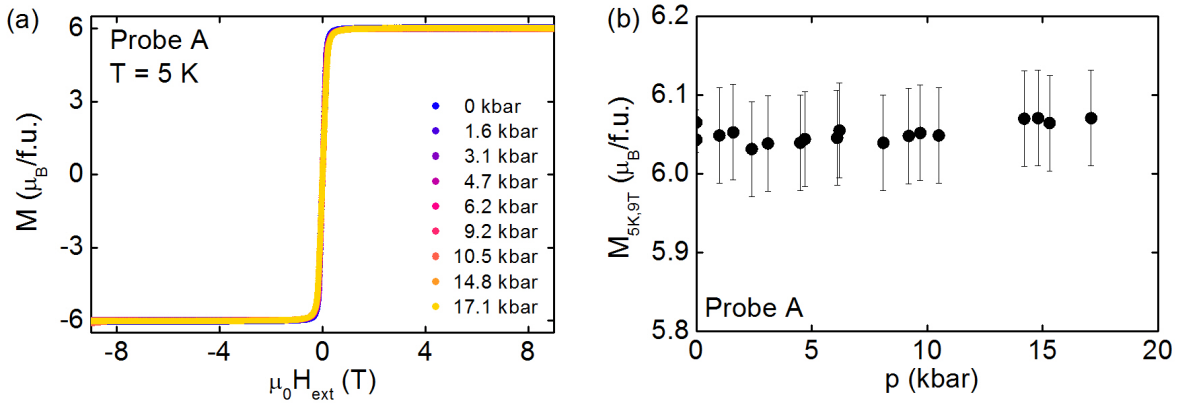 (a)
Probe A
T = 5 K
6
3
0
-3
-6
M (μB/f.u.)
0 kbar
1.6 kbar
3.1 kbar
4.7 kbar
6.2 kbar
9.2 kbar
10.5 kbar
14.8 kbar
17.1 kbar
-8 -4 0 4 8
μ0Hext (T)
(b)
6.2
6.1
6.0
5.9
5.8
M5K,9T (μB/f.u.)
Probe A
0 5 10 15 20
p (kbar)